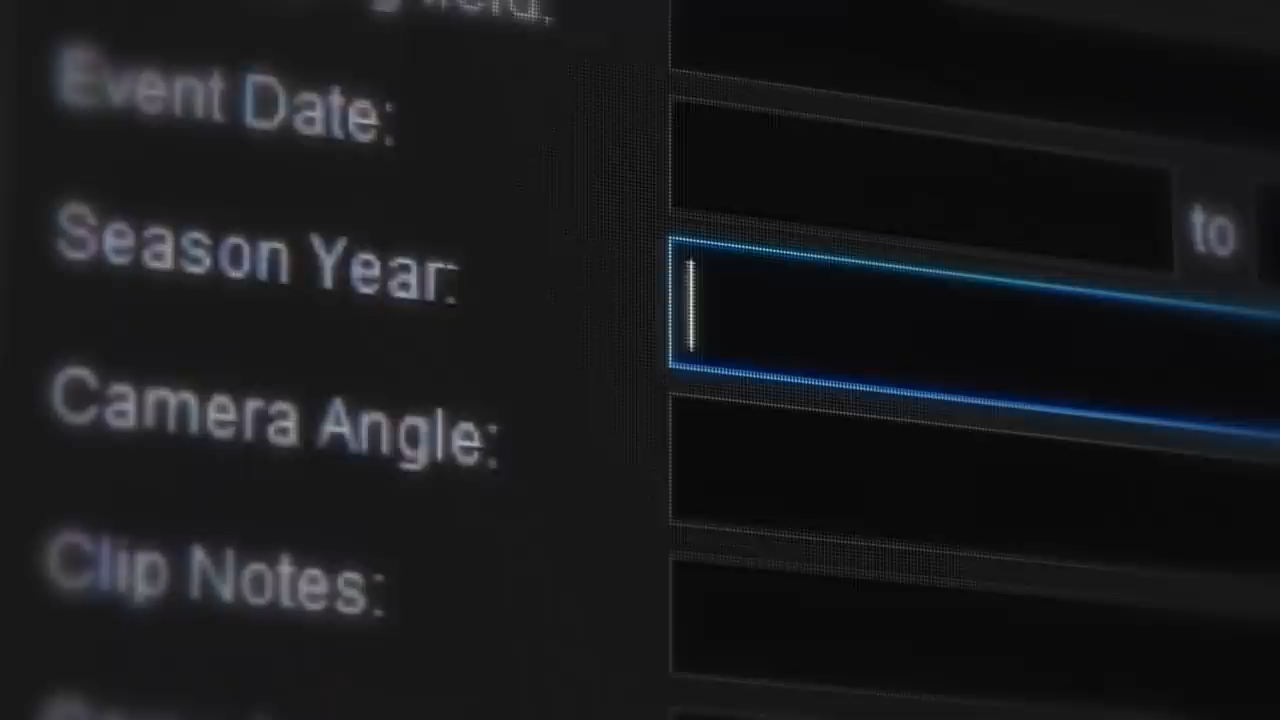 Event Date:
to
Season Year:
Camera Angle:
Clip Notes: